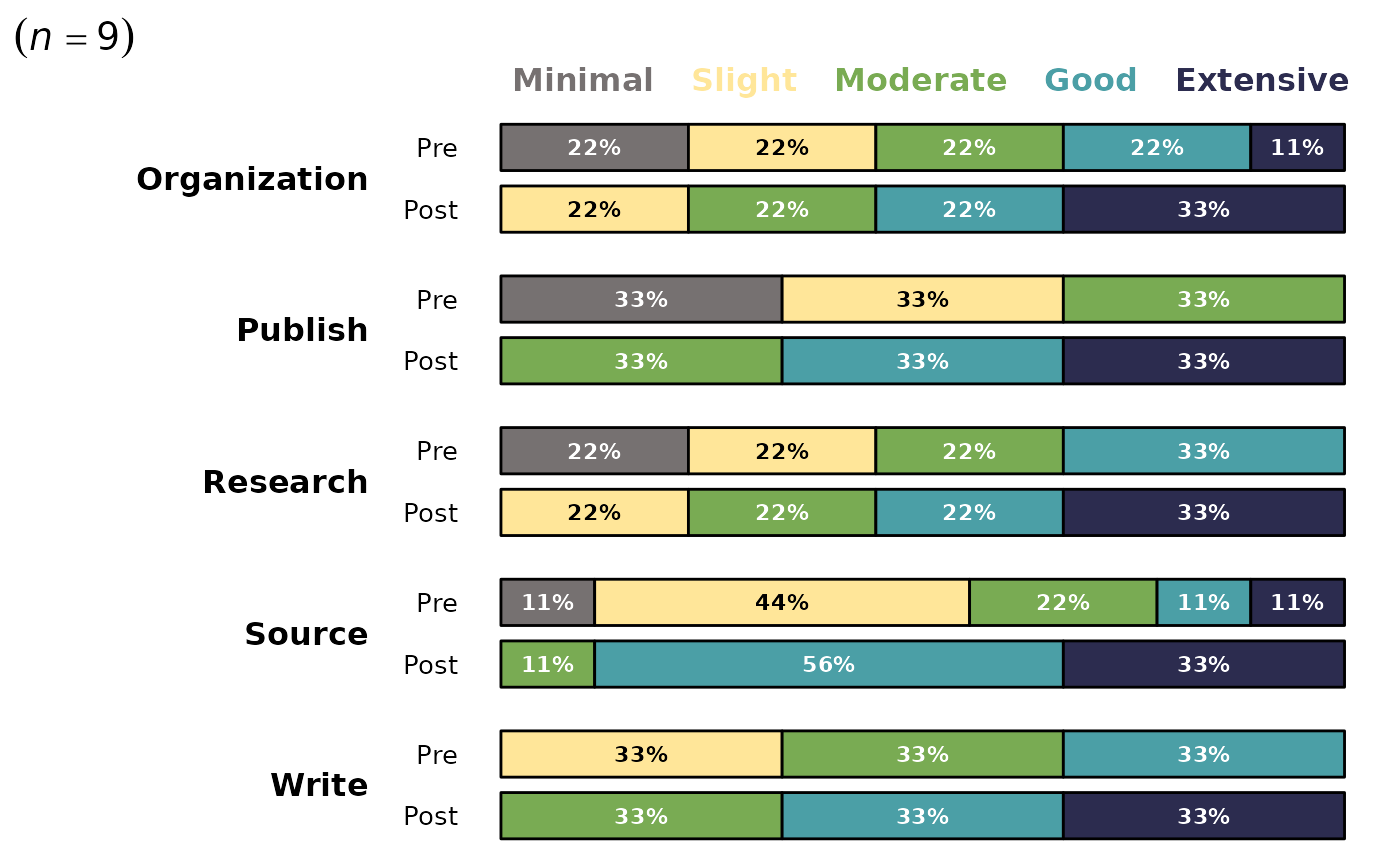 (n = 9)
Minimal Slight Moderate Good Extensive
Organization
Pre 22% 22% 22% 22% 11%
Post 22% 22% 22% 33%
Publish
Pre 33% 33% 33%
Post 33% 33% 33%
Research
Pre 22% 22% 22% 33%
Post 22% 22% 22% 33%
Source
Pre 11% 44% 22% 11% 11%
Post 11% 56% 33%
Write
Pre 33% 33% 33%
Post 33% 33% 33%